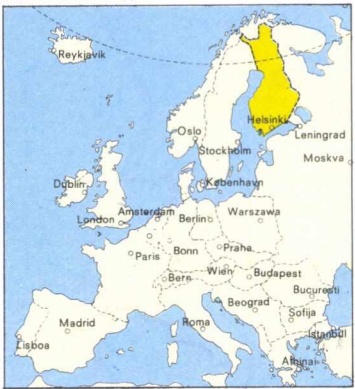 Reykjavik
Helsinki
Leningrad
Oslo
Stockholm
Moskva
Dublin
København
London
Amsterdam
Berlin
Warszawa
Paris
Bonn
Praha
Bern
Wien
Budapest
Bucuresti
Beograd
Sofija
Madrid
Roma
Istanbul
Lisboa
Athinai